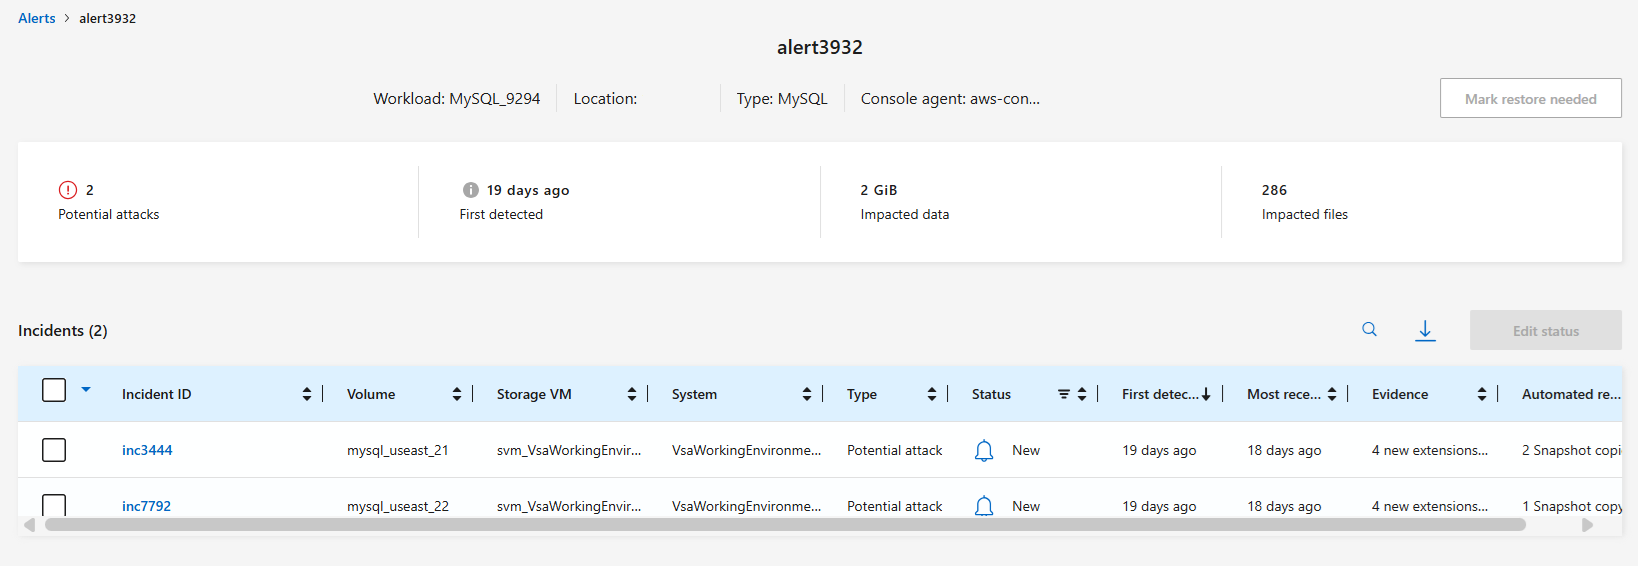 Alerts > alert3932
alert3932
Workload: MySQL_9294 Location: Type: MySQL Console agent: aws-con... Mark restore needed
2 19 days ago 2 GiB 286
Potential attacks First detected Impacted data Impacted files
Incidents (2) Edit status
Incident ID Volume Storage VM System Type Status First detec... Most rece... Evidence Automated re...
inc3444 mysql_useast_21 svm_VsaWorkingEnvir... VsaWorkingEnvironme... Potential attack New 19 days ago 18 days ago 4 new extensions... 2 Snapshot copi
inc7792 mysql_useast_22 svm_VsaWorkingEnvir... VsaWorkingEnvironme... Potential attack New 19 days ago 18 days ago 4 new extensions... 1 Snapshot copy